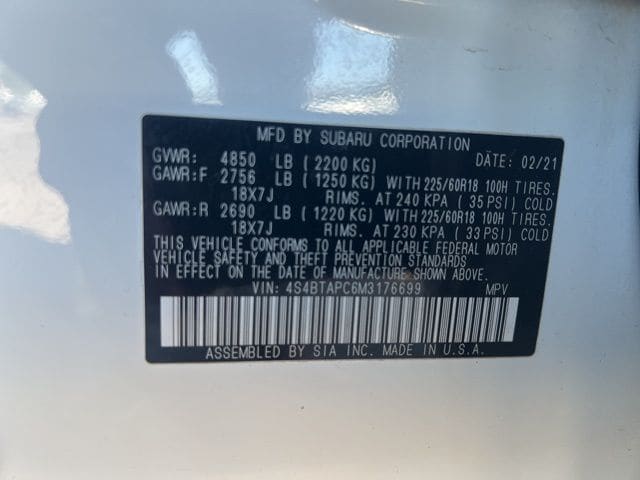 MFD BY SUBARU CORPORATION
GVWR: 4850 LB (2200 KG) DATE: 02/21
GAWR:F 2756 LB (1250 KG) WITH 225/60R18 100H TIRES.
18X7J RIMS. AT 240 KPA (35 PSI) COLD
GAWR:R 2690 LB (1220 KG) WITH 225/60R18 100H TIRES.
18X7J RIMS. AT 230 KPA (33 PSI) COLD
THIS VEHICLE CONFORMS TO ALL APPLICABLE FEDERAL MOTOR
VEHICLE SAFETY AND THEFT PREVENTION STANDARDS
IN EFFECT ON THE DATE OF MANUFACTURE SHOWN ABOVE.
VIN: 4S4BTAPC6M3176699 MPV
ASSEMBLED BY SIA INC. MADE IN U.S.A.